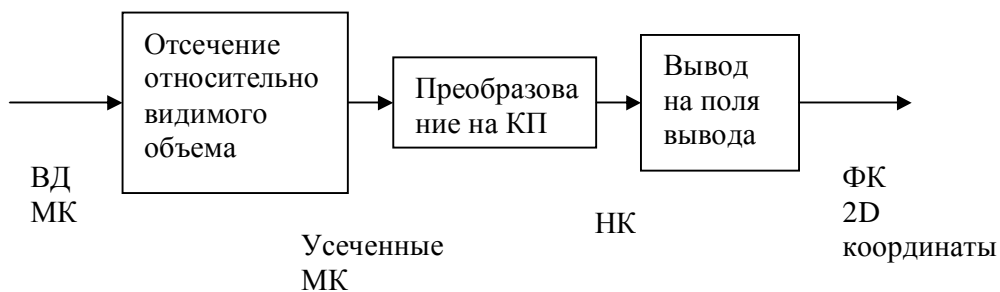 Отсечение
относительно
видимого
объема
Преобразова
ние на КП
Вывод
на поля
вывода
ВД
МК
Усеченные
МК
НК
ФК
2D
координаты